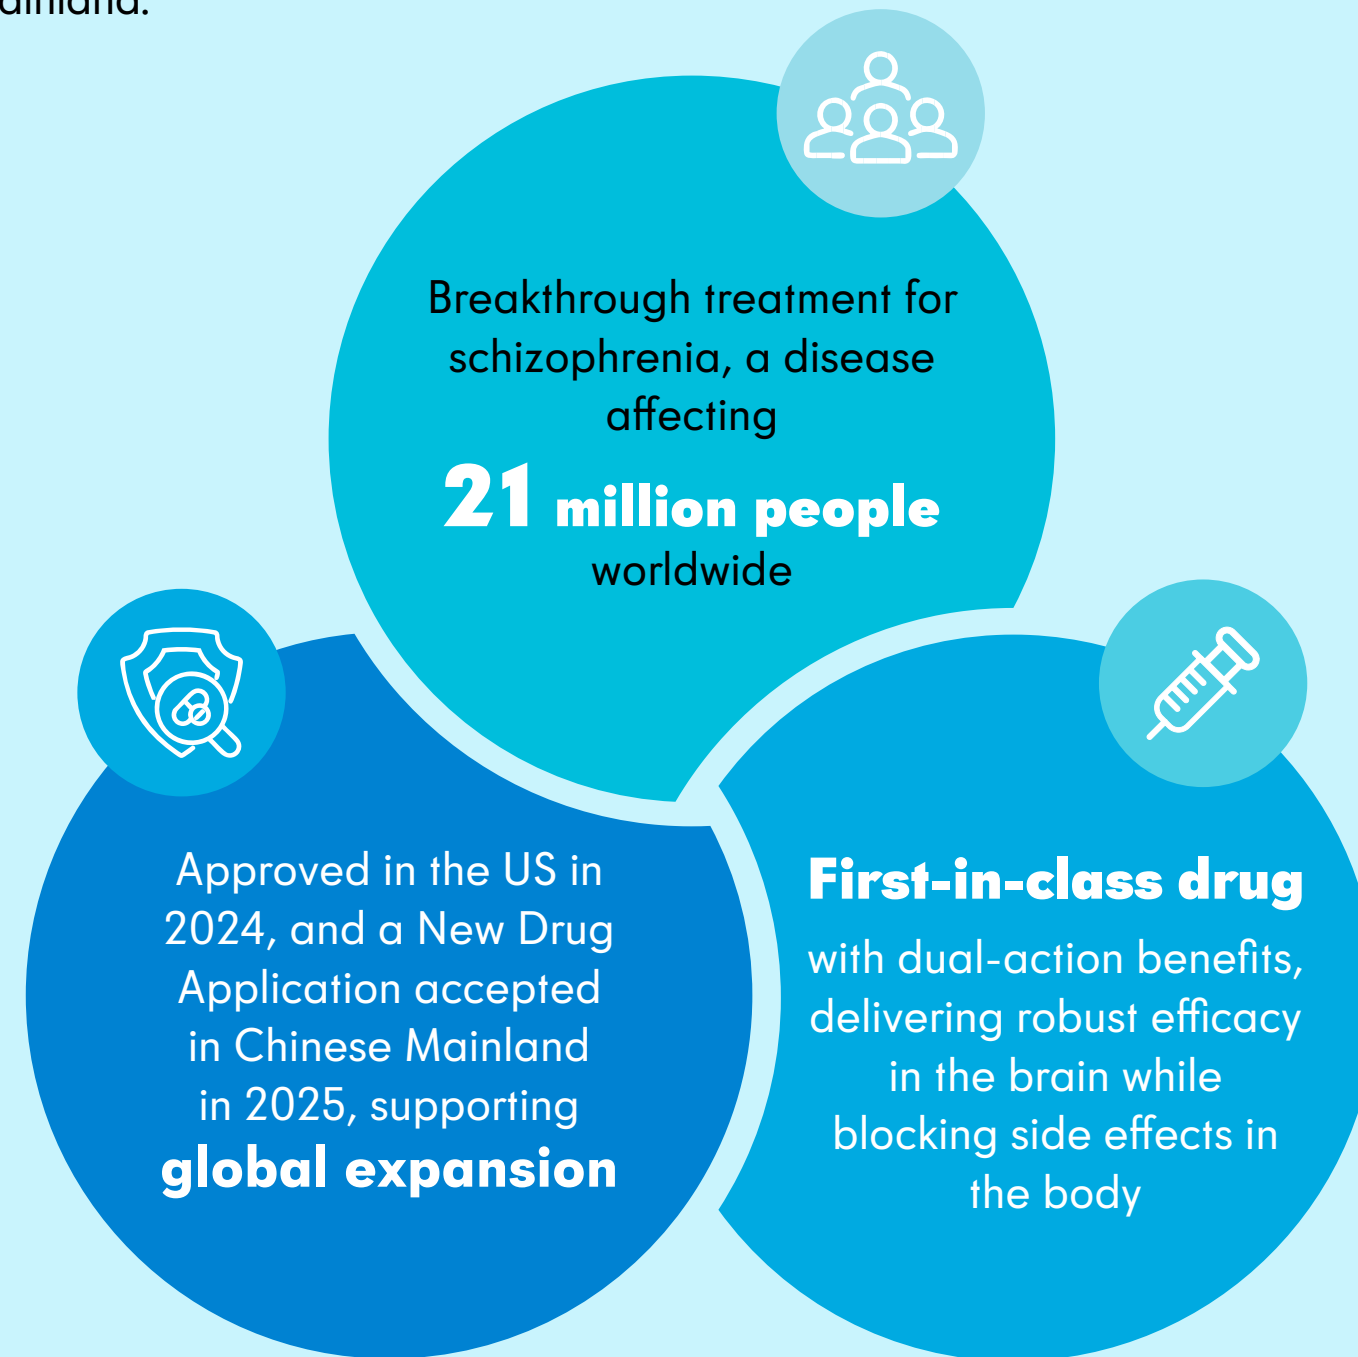 Breakthrough treatment for
schizophrenia, a disease
affecting
21 million people
worldwide
Approved in the US in
2024, and a New Drug
Application accepted
in Chinese Mainland
in 2025, supporting
global expansion
First-in-class drug
with dual-action benefits,
delivering robust efficacy
in the brain while
blocking side effects in
the body